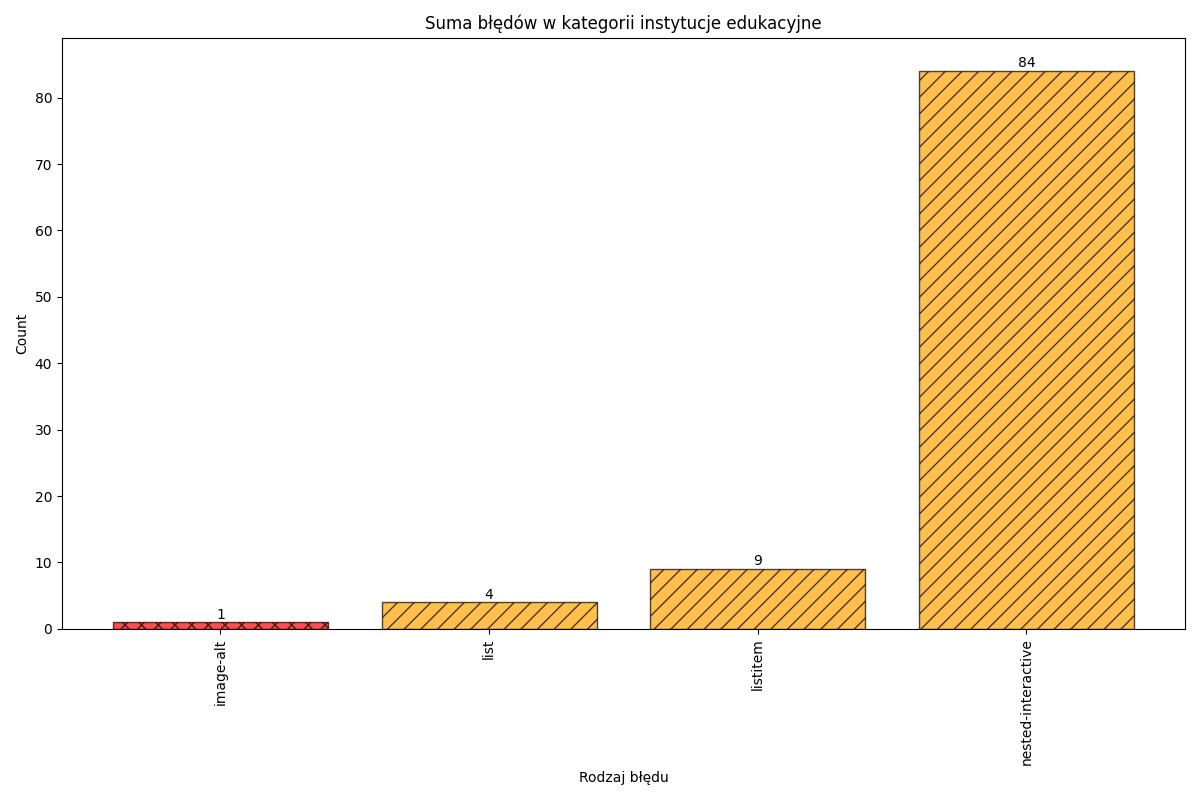 Suma błędów w kategorii instytucje edukacyjne
Count
80
70
60
50
40
30
20
10
0
1
4
9
84
image-alt
list
listitem
nested-interactive
Rodzaj błędu